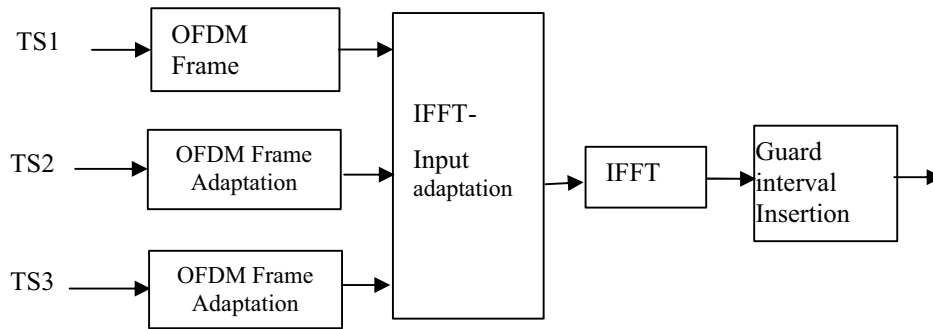 TS1
OFDM
Frame
TS2
OFDM Frame
Adaptation
TS3
OFDM Frame
Adaptation
IFFT-
Input
adaptation
IFFT
Guard
interval
Insertion